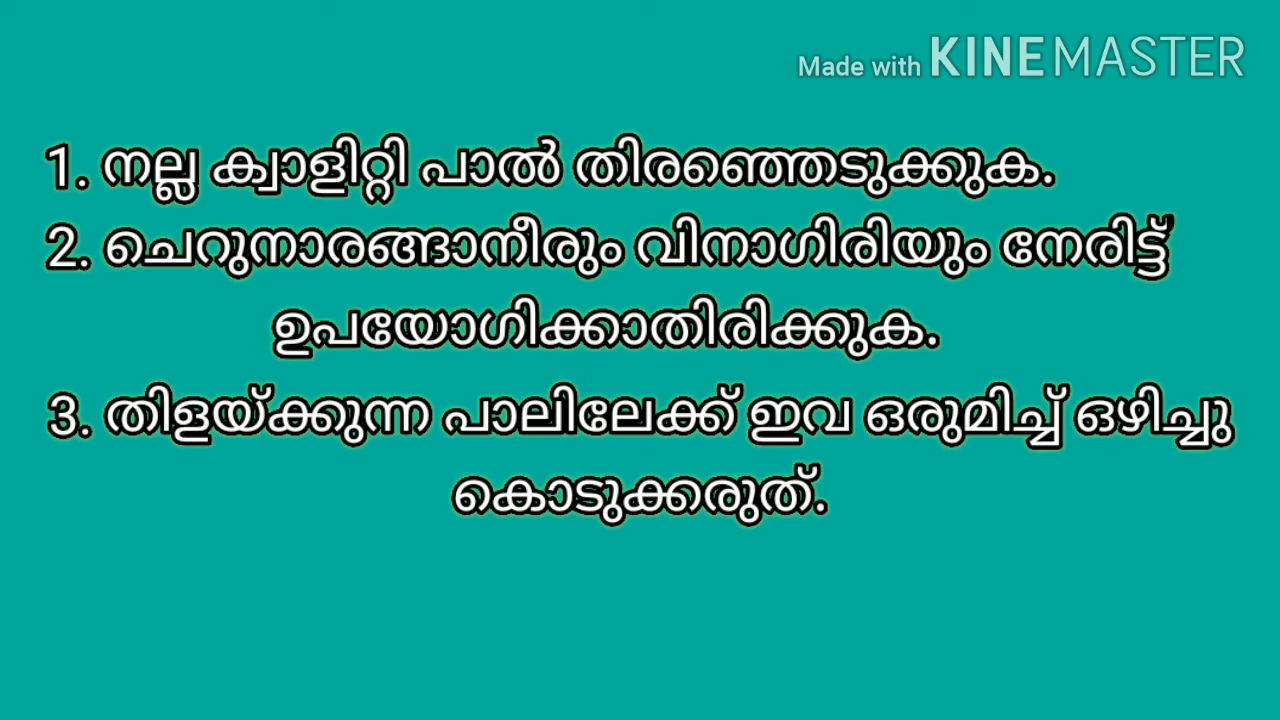 Made with KINEMASTER
1. നല്ല ക്വാളിറ്റി പാൽ തിരഞ്ഞെടുക്കുക.
2. ചെറുനാരങ്ങാനീരും വിനാഗിരിയും നേരിട്ട്
ഉപയോഗിക്കാതിരിക്കുക.
3. തിളയ്ക്കുന്ന പാലിലേക്ക് ഇവ ഒരുമിച്ച് ഒഴിച്ചു
കൊടുക്കരുത്.